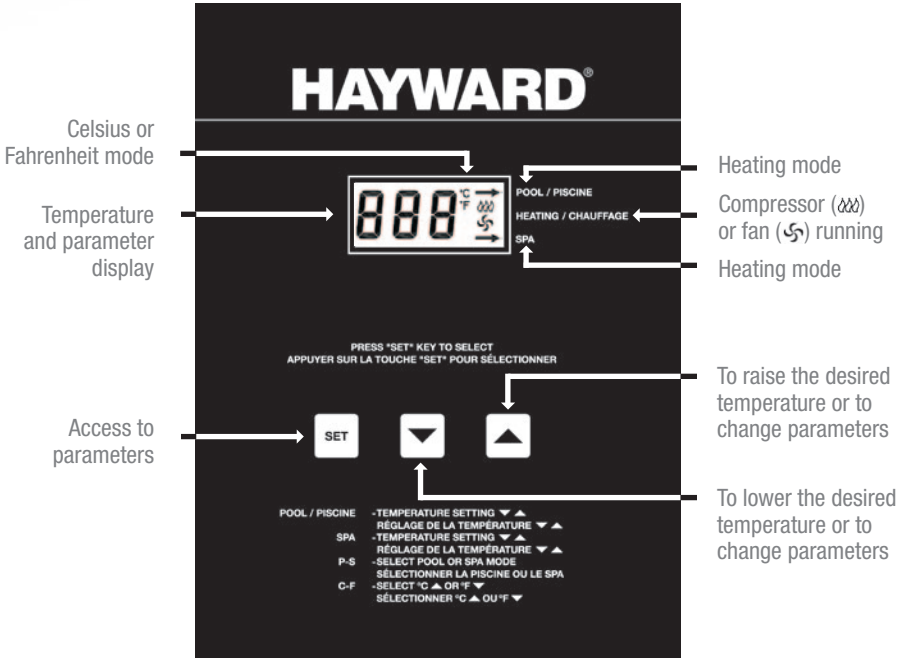 HAYWARD®
Celsius or
Fahrenheit mode
Temperature
and parameter
display
888 °C
°F
POOL / PISCINE
HEATING / CHAUFFAGE
SPA
Heating mode
Compressor ( )
or fan ( ) running
Heating mode
PRESS "SET" KEY TO SELECT
APPUYER SUR LA TOUCHE "SET" POUR SÉLECTIONNER
Access to
parameters
SET
▼
▲
To raise the desired
temperature or to
change parameters
To lower the desired
temperature or to
change parameters
POOL / PISCINE -TEMPERATURE SETTING ▼ ▲
RÉGLAGE DE LA TEMPÉRATURE ▼ ▲
SPA -TEMPERATURE SETTING ▼ ▲
RÉGLAGE DE LA TEMPÉRATURE ▼ ▲
P-S -SELECT POOL OR SPA MODE
SÉLECTIONNER LA PISCINE OU LE SPA
C-F -SELECT °C ▲ OR °F ▼
SÉLECTIONNER °C ▲ OU °F ▼